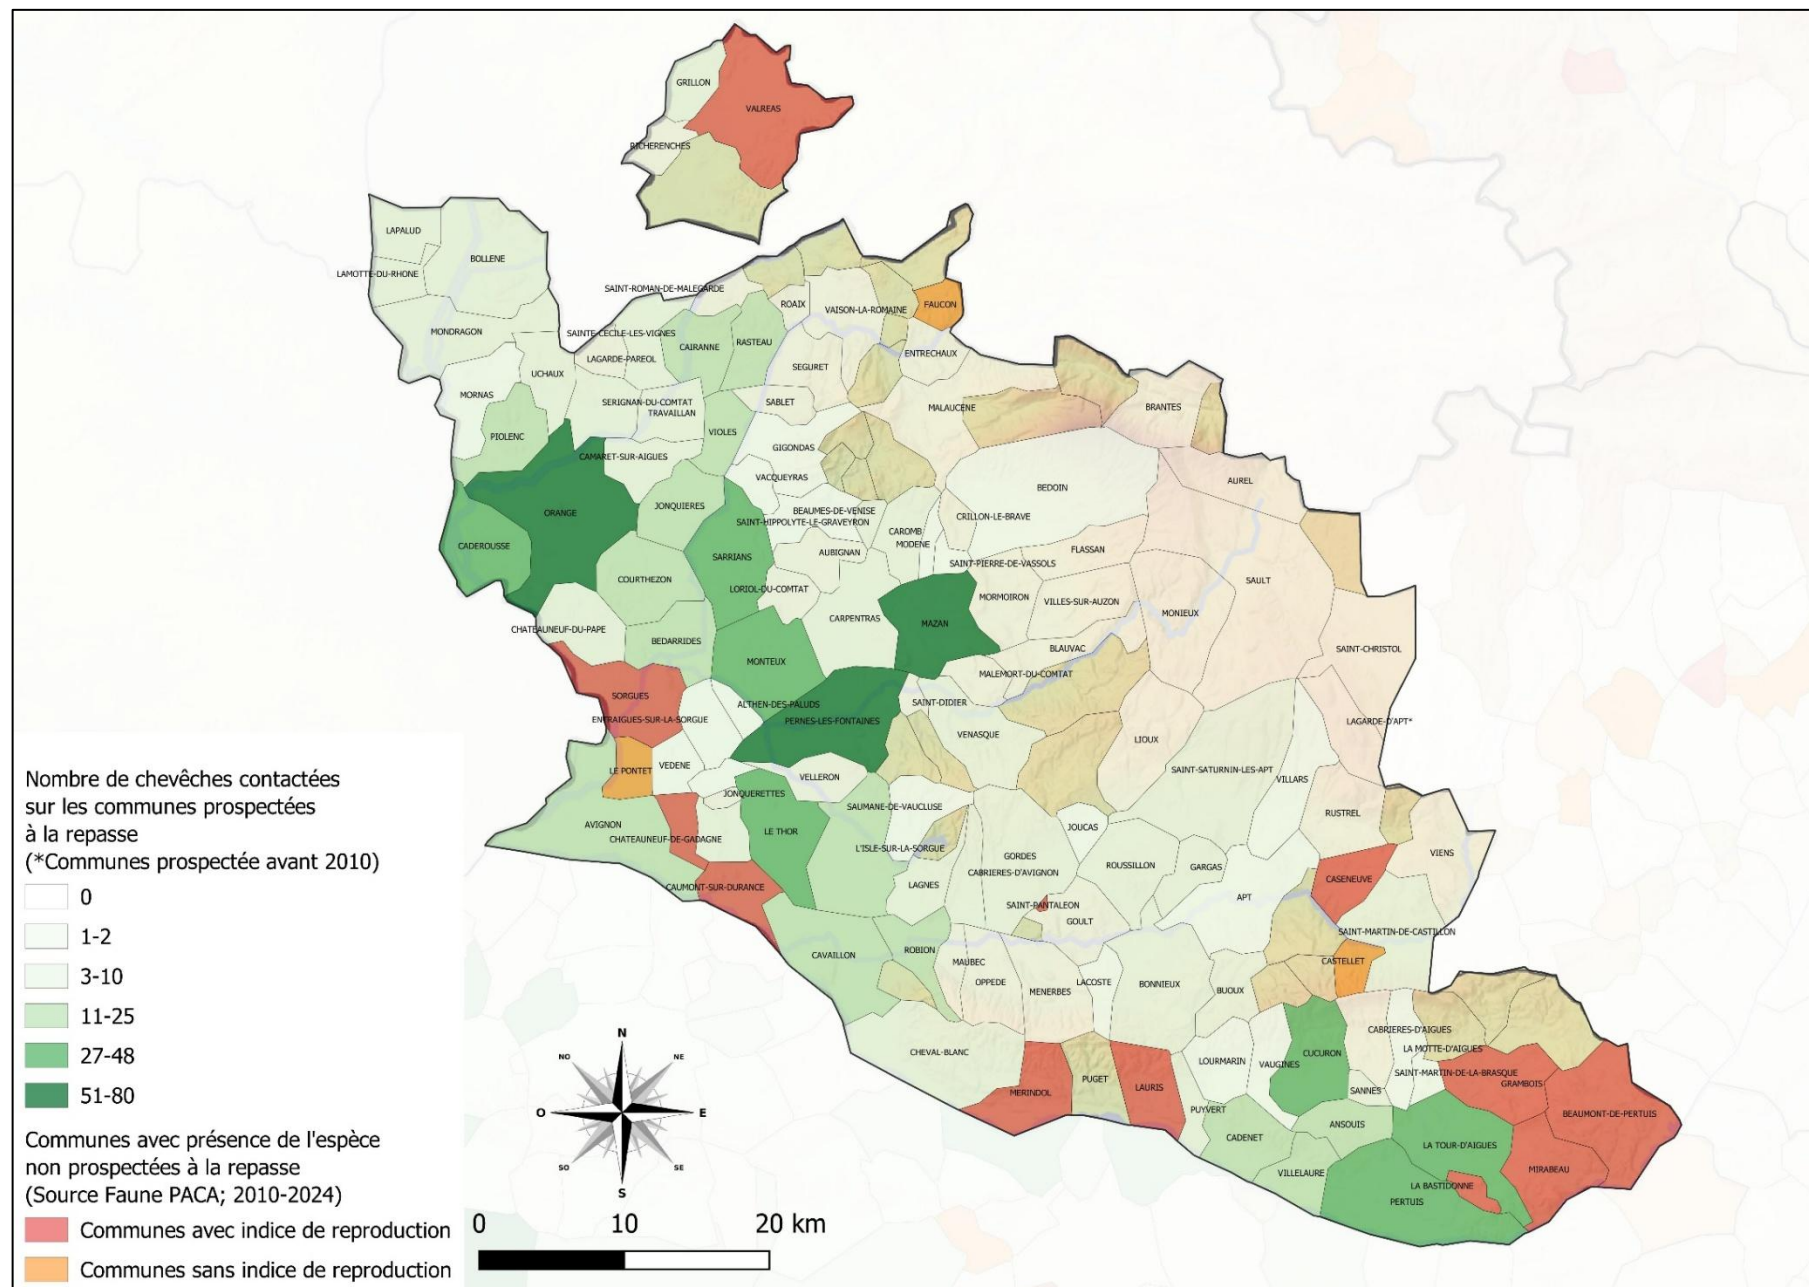 GRILLON
VALREAS
RICHERENCHES
LAPALUD
BOLLENE
LAMOTTE-DU-RHONE
SAINT-ROMAN-DE-MALEGARDE
ROAIX
VAISON-LA-ROMAINE
FAUCON
MONDRAGON
SAINTE-CECILE-LES-VIGNES
CAIRANNE
RASTEAU
ENTRECHAUX
LAGARDE-PAREOL
SEGURET
UCHAUX
MORNAS
SERIGNAN-DU-COMTAT
SABLET
MALAUCENE
BRANTES
TRAVAILLAN
PIOLENC
VIOLES
GIGONDAS
CAMARET-SUR-AIGUES
VACQUEYRAS
AUREL
BEDOIN
JONQUIERES
ORANGE
BEAUMES-DE-VENISE
CRILLON-LE-BRAVE
SAINT-HIPPOLYTE-LE-GRAVEYRON
CAROMB
CADEROUSSE
MODENE
FLASSAN
AUBIGNAN
SARRIANS
SAINT-PIERRE-DE-VASSOLS
COURTHEZON
SAULT
LORIOL-DU-COMTAT
MORMOIRON
VILLES-SUR-AUZON
MONIEUX
CARPENTRAS
MAZAN
CHATEAUNEUF-DU-PAPE
BEDARRIDES
BLAUVAC
SAINT-CHRISTOL
MONTEUX
MALEMORT-DU-COMTAT
SORGUES
ALTHEN-DES-PALUDS
SAINT-DIDIER
ENTRAIGUES-SUR-LA-SORGUE
PERNES-LES-FONTAINES
LAGARDE-D'APT*
VENASQUE
LIOUX
LE PONTET
VEDENE
SAINT-SATURNIN-LES-APT
VELLERON
VILLARS
JONQUERETTES
SAUMANE-DE-VAUCLUSE
RUSTREL
AVIGNON
JOUCAS
LE THOR
CHATEAUNEUF-DE-GADAGNE
L'ISLE-SUR-LA-SORGUE
GORDES
VIENS
ROUSSILLON
GARGAS
CABRIERES-D'AVIGNON
CASENEUVE
CAUMONT-SUR-DURANCE
LAGNES
APT
SAINT-PANTALEON
GOULT
SAINT-MARTIN-DE-CASTILLON
ROBION
CAVAILLON
MAUBEC
CASTELLET
OPPEDE
LACOSTE
BONNIEUX
MENERBES
BUOUX
CABRIERES-D'AIGUES
CHEVAL-BLANC
LA MOTTE-D'AIGUES
CUCURON
LOURMARIN
VAUGINES
SAINT-MARTIN-DE-LA-BRASQUE
PUGET
GRAMBOIS
LAURIS
MERINDOL
SANNES
PUYVERT
BEAUMONT-DE-PERTUIS
ANSOUIS
CADENET
LA TOUR-D'AIGUES
VILLELAURE
MIRABEAU
LA BASTIDONNE
PERTUIS
Nombre de chevêches contactées
sur les communes prospectées
à la repasse
(*Communes prospectée avant 2010)
0
1-2
3-10
11-25
27-48
51-80
Communes avec présence de l'espèce
non prospectées à la repasse
(Source Faune PACA; 2010-2024)
Communes avec indice de reproduction
Communes sans indice de reproduction
N
NO
NE
O
E
SO
SE
S
0
10
20 km